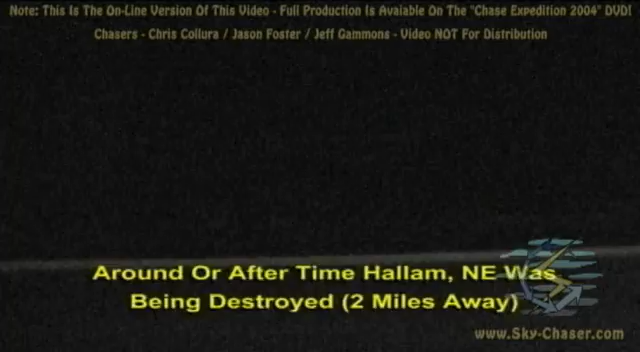 Note: This Is The On-Line Version Of This Video - Full Production Is Avaiable On The "Chase Expedition 2004" DVD!
Chasers - Chris Collura / Jason Foster / Jeff Gammons - Video NOT For Distribution
Around Or After Time Hallam, NE Was
Being Destroyed (2 Miles Away)
www.Sky-Chaser.com